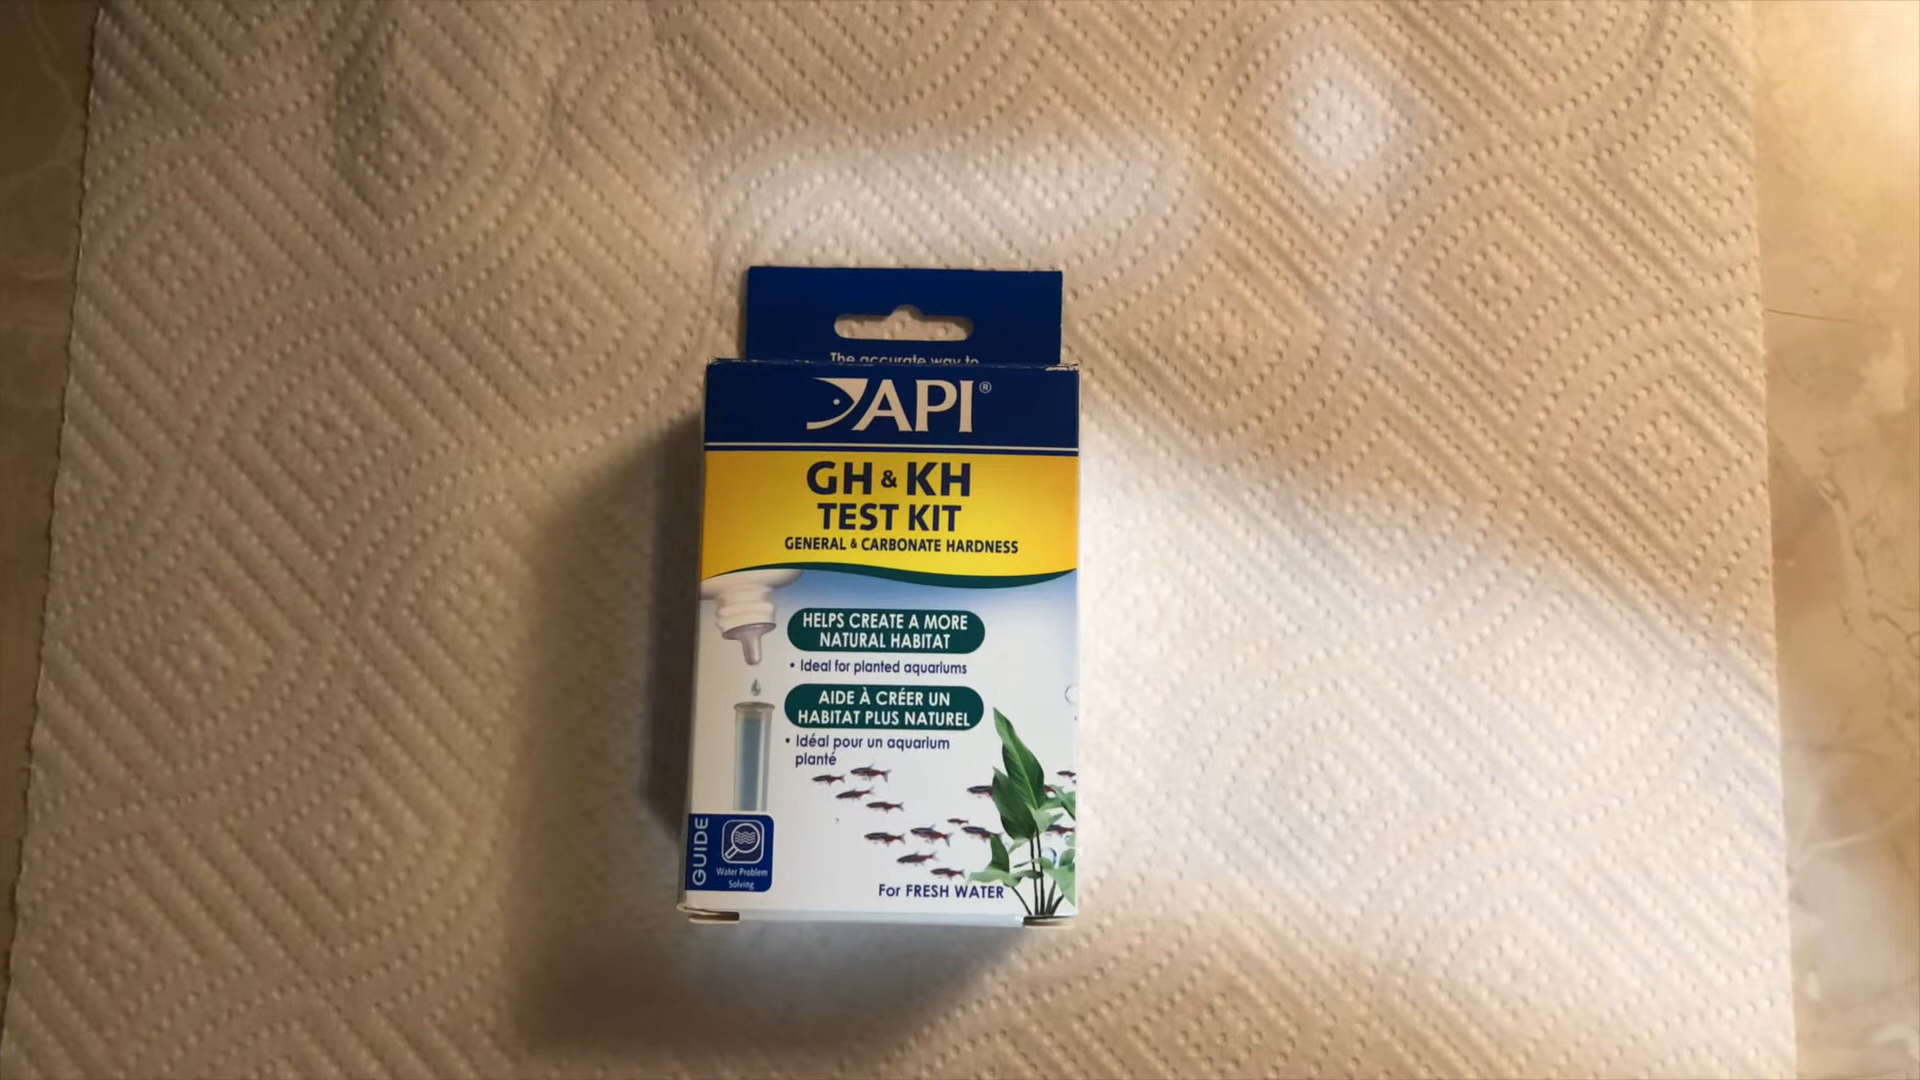 The accurate way to
API®
GH & KH
TEST KIT
GENERAL & CARBONATE HARDNESS
HELPS CREATE A MORE
NATURAL HABITAT
• Ideal for planted aquariums
AIDE À CRÉER UN
HABITAT PLUS NATUREL
• Idéal pour un aquarium
planté
GUIDE
Water Problem
Solving
For FRESH WATER